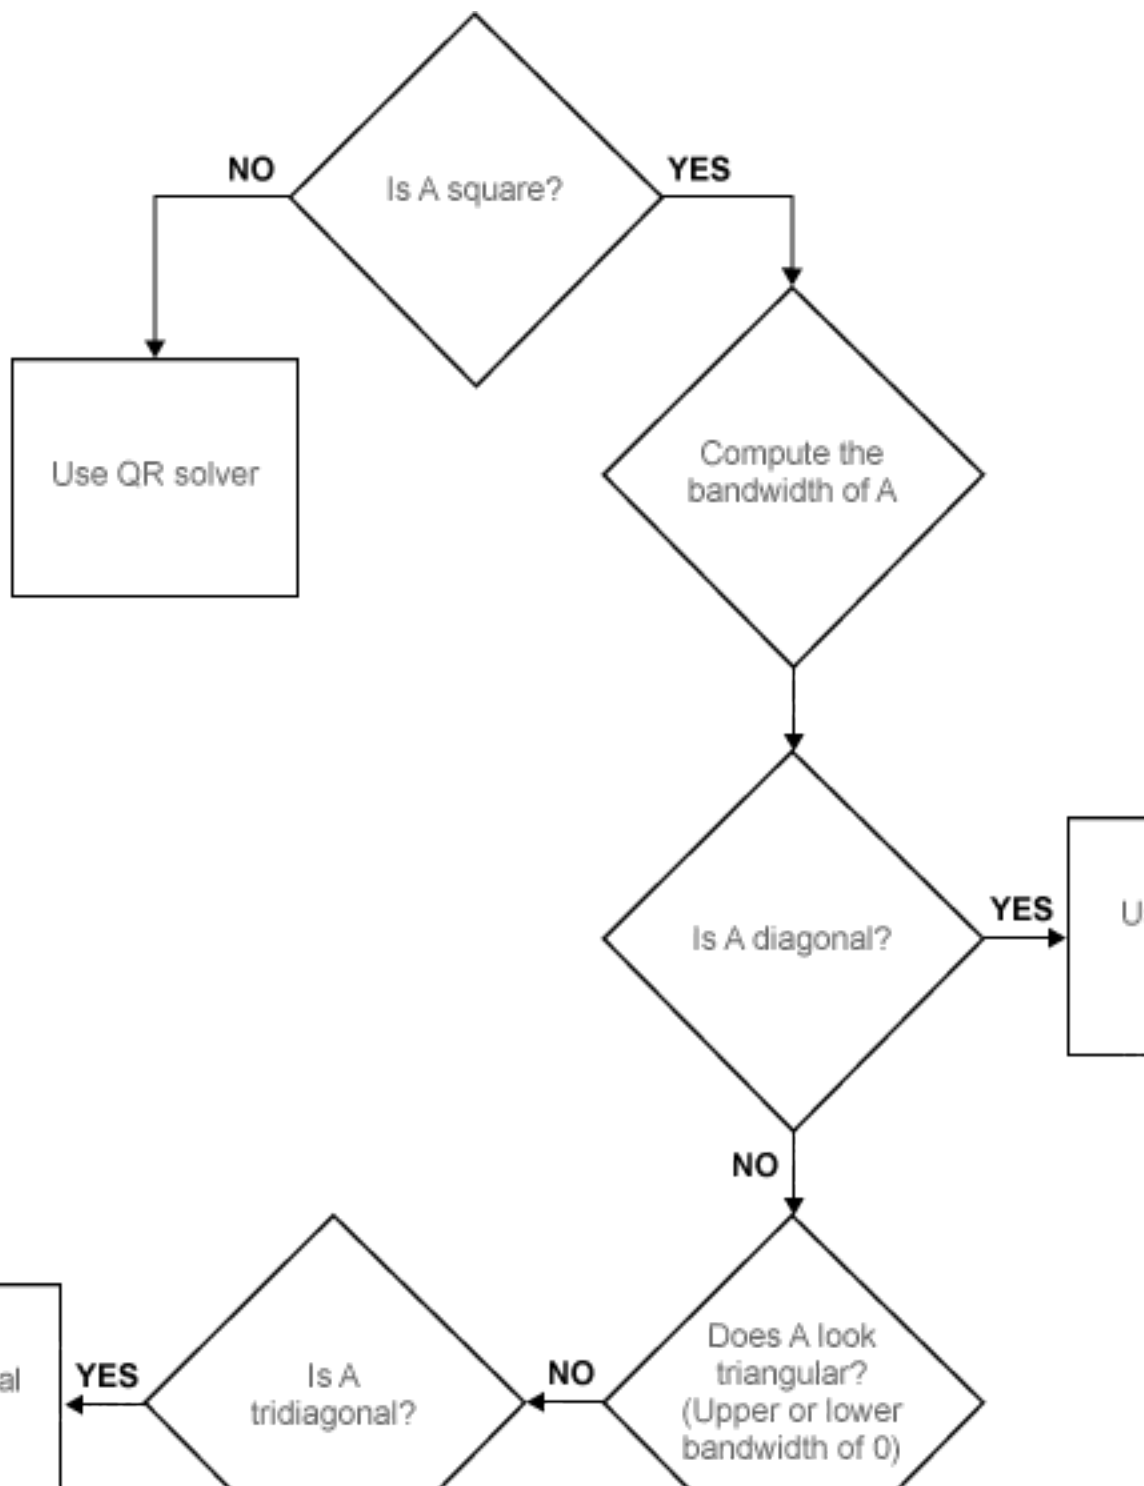 NO
Is A square?
YES
Use QR solver
Compute the
bandwidth of A
Is A diagonal?
YES
NO
Does A look
triangular?
(Upper or lower
bandwidth of 0)
NO
Is A
tridiagonal?
YES